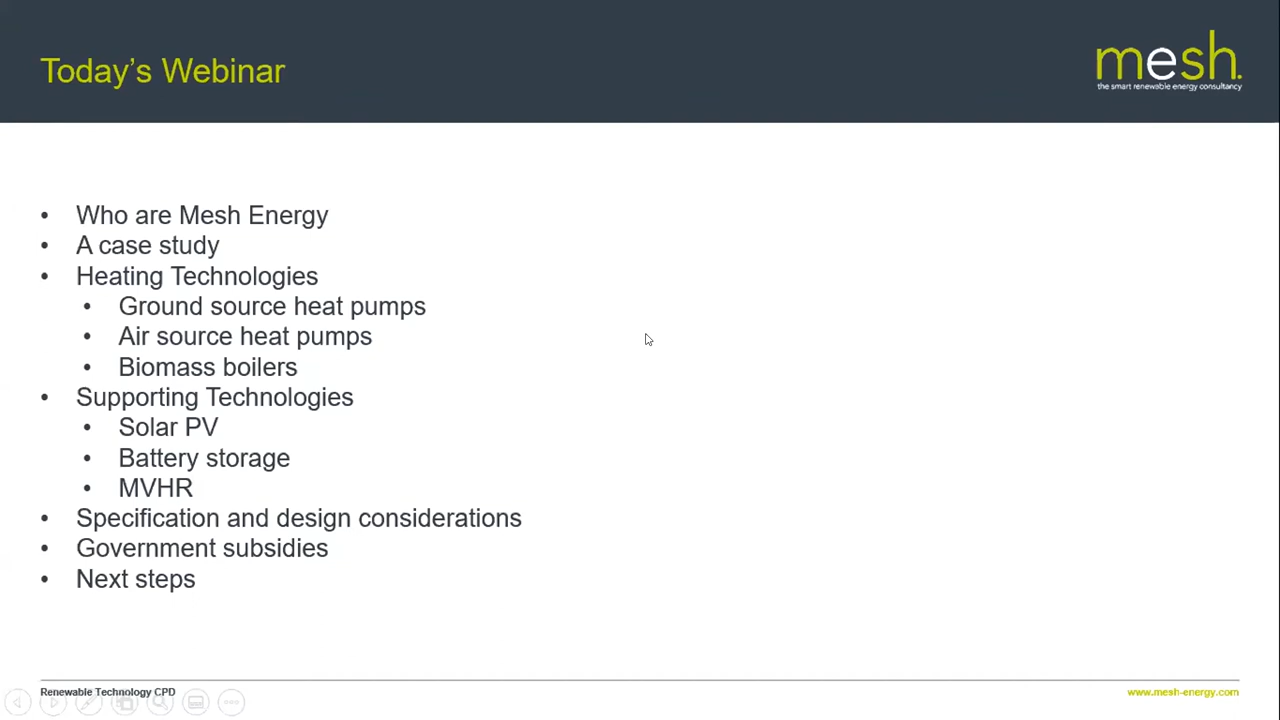 Today's Webinar
mesh.
the smart renewable energy consultancy
• Who are Mesh Energy
• A case study
• Heating Technologies
• Ground source heat pumps
• Air source heat pumps
• Biomass boilers
• Supporting Technologies
• Solar PV
• Battery storage
• MVHR
• Specification and design considerations
• Government subsidies
• Next steps
Renewable Technology CPD
www.mesh-energy.com